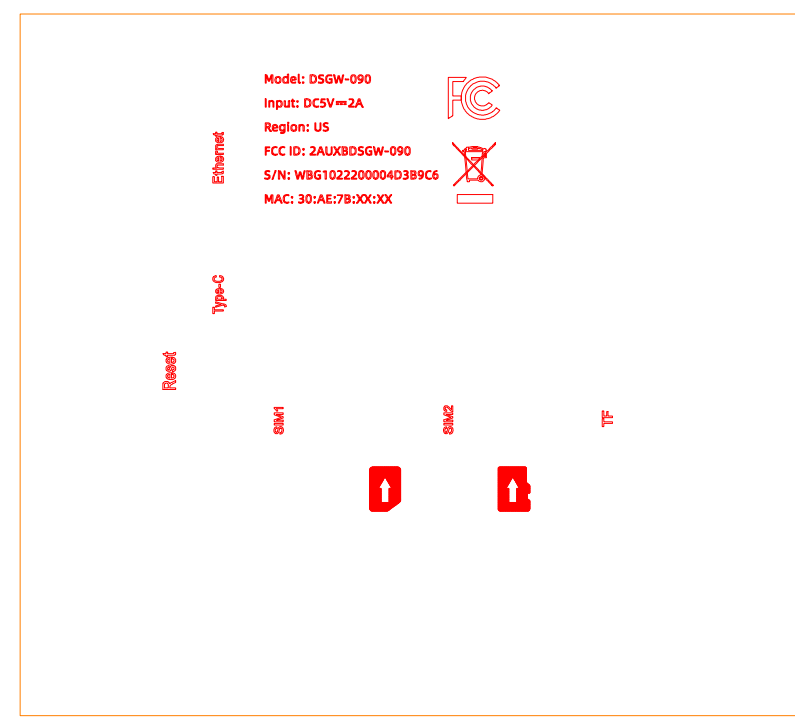 Model: DSGW-090
Input: DC5V⎓2A
Region: US
FCC ID: 2AUXBDSGW-090
S/N: WBG1022200004D3B9C6
MAC: 30:AE:7B:XX:XX
FC
Ethernet
Type-C
Reset
SIM1
SIM2
TF